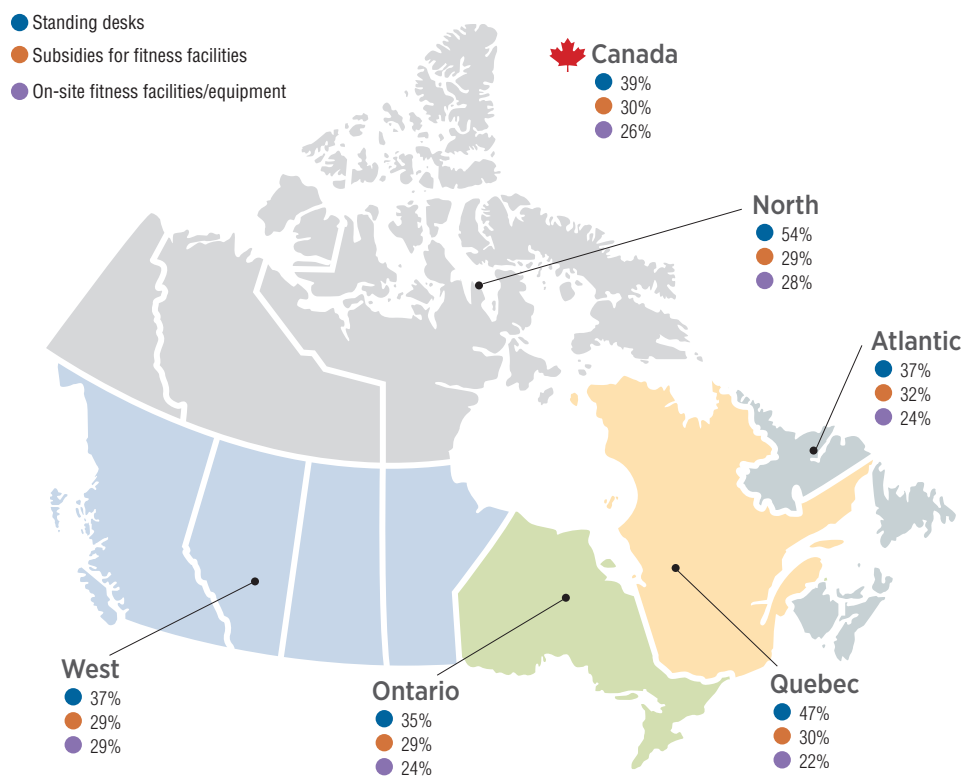 Standing desks
Subsidies for fitness facilities
On-site fitness facilities/equipment
Canada
39%
30%
26%
North
54%
29%
28%
Atlantic
37%
32%
24%
West
37%
29%
29%
Ontario
35%
29%
24%
Quebec
47%
30%
22%